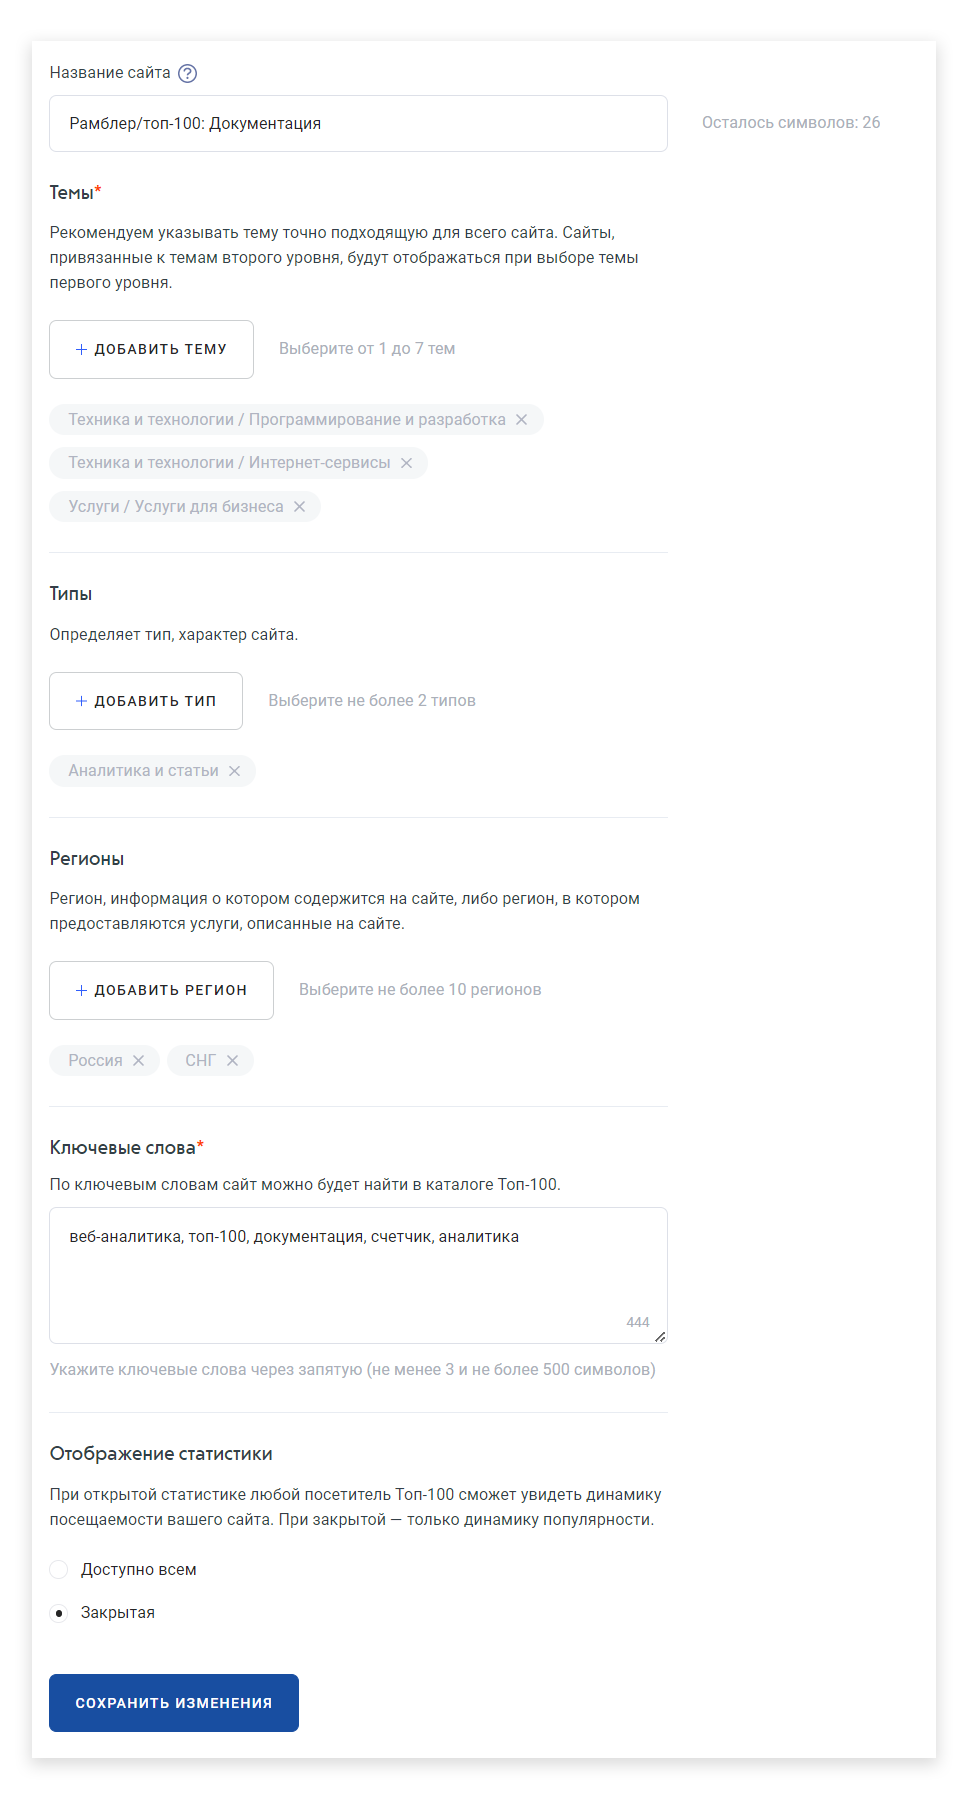 Название сайта ?
Рамблер/топ-100: Документация
Осталось символов: 26
Темы*
Рекомендуем указывать тему точно подходящую для всего сайта. Сайты,
привязанные к темам второго уровня, будут отображаться при выборе темы
первого уровня.
+ ДОБАВИТЬ ТЕМУ
Выберите от 1 до 7 тем
Техника и технологии / Программирование и разработка ×
Техника и технологии / Интернет-сервисы ×
Услуги / Услуги для бизнеса ×
Типы
Определяет тип, характер сайта.
+ ДОБАВИТЬ ТИП
Выберите не более 2 типов
Аналитика и статьи ×
Регионы
Регион, информация о котором содержится на сайте, либо регион, в котором
предоставляются услуги, описанные на сайте.
+ ДОБАВИТЬ РЕГИОН
Выберите не более 10 регионов
Россия × СНГ ×
Ключевые слова*
По ключевым словам сайт можно будет найти в каталоге Топ-100.
веб-аналитика, топ-100, документация, счетчик, аналитика
444
Укажите ключевые слова через запятую (не менее 3 и не более 500 символов)
Отображение статистики
При открытой статистике любой посетитель Топ-100 сможет увидеть динамику
посещаемости вашего сайта. При закрытой — только динамику популярности.
Доступно всем
Закрытая
СОХРАНИТЬ ИЗМЕНЕНИЯ